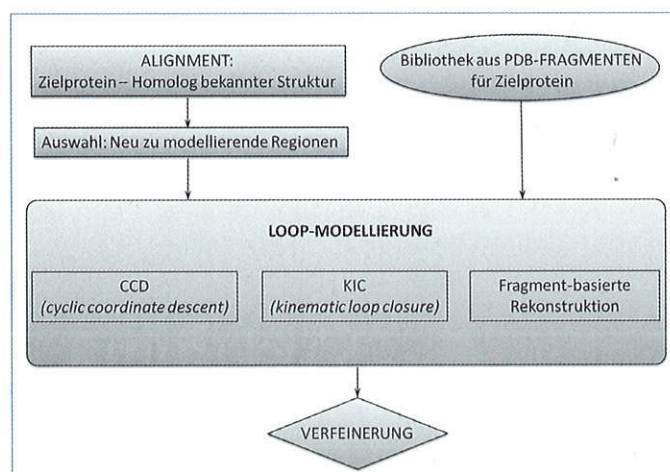 ALIGNMENT:
Zielprotein – Homolog bekannter Struktur
Bibliothek aus PDB-FRAGMENTEN
für Zielprotein
Auswahl: Neu zu modellierende Regionen
LOOP-MODELLIERUNG
CCD
(cyclic coordinate descent)
KIC
(kinematic loop closure)
Fragment-basierte
Rekonstruktion
VERFEINERUNG